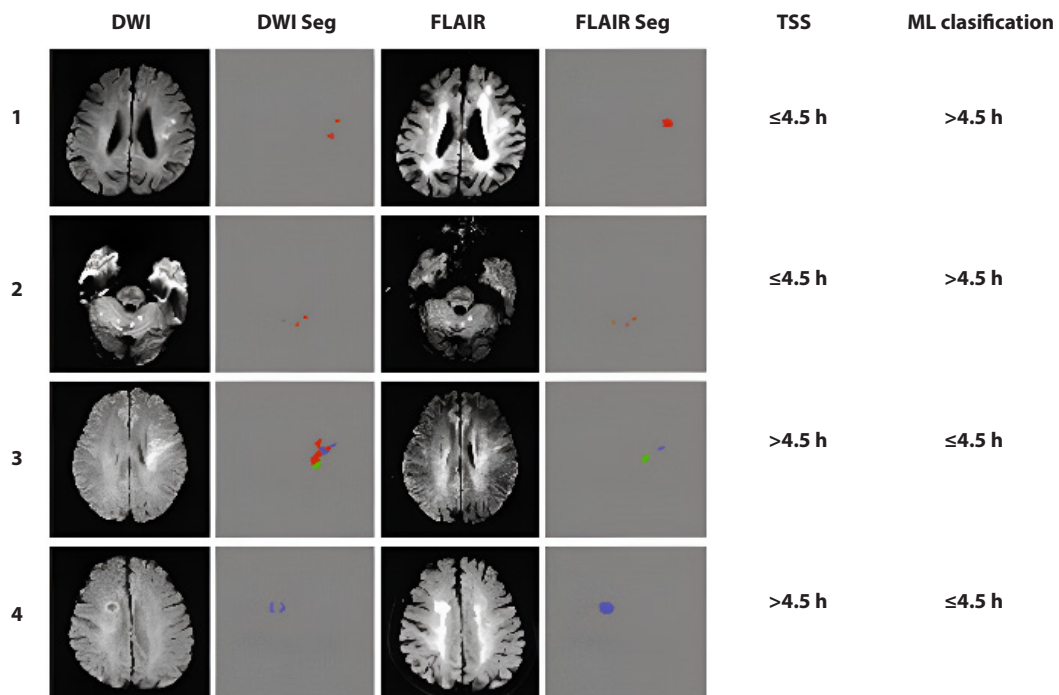 DWI DWI Seg FLAIR FLAIR Seg TSS ML clasification
1 ≤4.5 h >4.5 h
2 ≤4.5 h >4.5 h
3 >4.5 h ≤4.5 h
4 >4.5 h ≤4.5 h